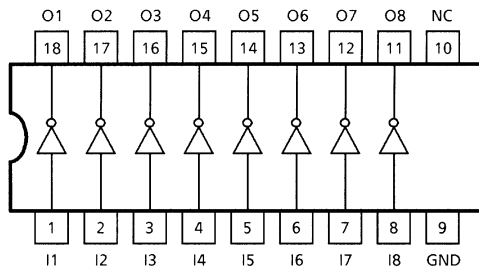 O1 O2 O3 O4 O5 O6 O7 O8 NC
18 17 16 15 14 13 12 11 10
1 2 3 4 5 6 7 8 9
I1 I2 I3 I4 I5 I6 I7 I8 GND